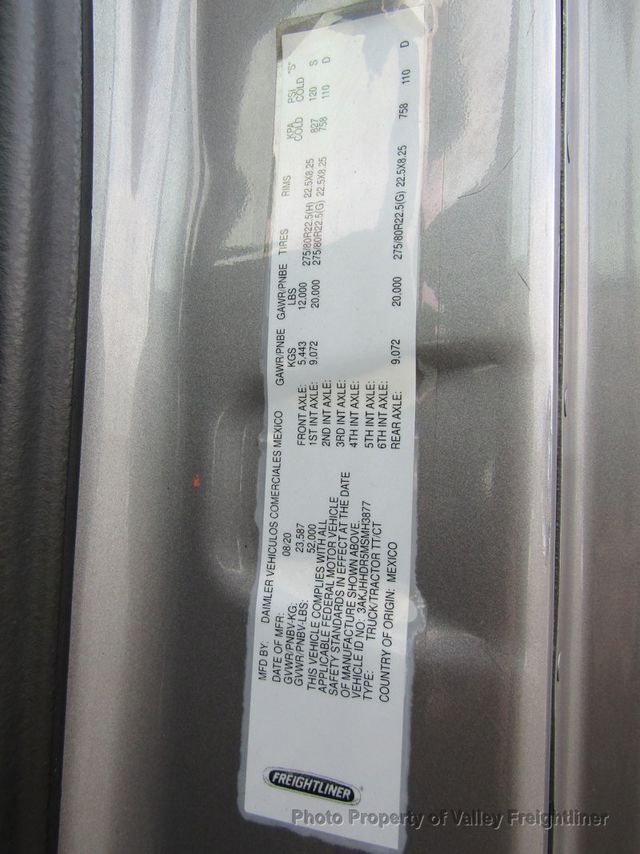 FREIGHTLINER
MFD BY: DAIMLER VEHICULOS COMERCIALES MEXICO
DATE OF MFR: 08/20
GVWR/PNBV-KG: 23,587
GVWR/PNBV-LBS: 52,000
THIS VEHICLE COMPLIES WITH ALL
APPLICABLE FEDERAL MOTOR VEHICLE
SAFETY STANDARDS IN EFFECT AT THE DATE
OF MANUFACTURE SHOWN ABOVE.
VEHICLE ID NO: 3AKJHHDR5MSMH3877
TYPE: TRUCK/TRACTOR TT/CT
COUNTRY OF ORIGIN: MEXICO
GAWR/PNBE GAWR/PNBE TIRES RIMS KPA PSI "S"
KGS LBS COLD COLD
FRONT AXLE: 5,443 12,000 275/80R22.5(H) 22.5X8.25 827 120 S
1ST INT AXLE: 9,072 20,000 275/80R22.5(G) 22.5X8.25 758 110 D
2ND INT AXLE:
3RD INT AXLE:
4TH INT AXLE:
5TH INT AXLE:
6TH INT AXLE:
REAR AXLE: 9,072 20,000 275/80R22.5(G) 22.5X8.25 758 110 D
Photo Property of Valley Freightliner